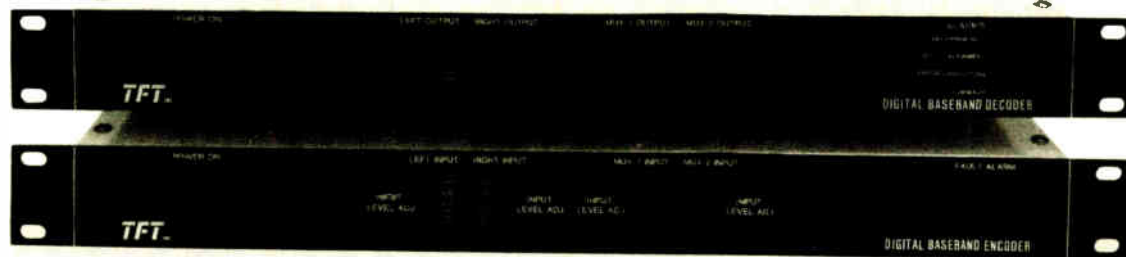 POWER ON LEFT OUTPUT RIGHT OUTPUT MUX 1 OUTPUT MUX 2 OUTPUT
TFT
DIGITAL BASEBAND DECODER
POWER ON LEFT INPUT RIGHT INPUT MUX 1 INPUT MUX 2 INPUT FAULT ALARM
INPUT LEVEL ADJ INPUT LEVEL ADJ INPUT LEVEL ADJ INPUT LEVEL ADJ
TFT
DIGITAL BASEBAND ENCODER